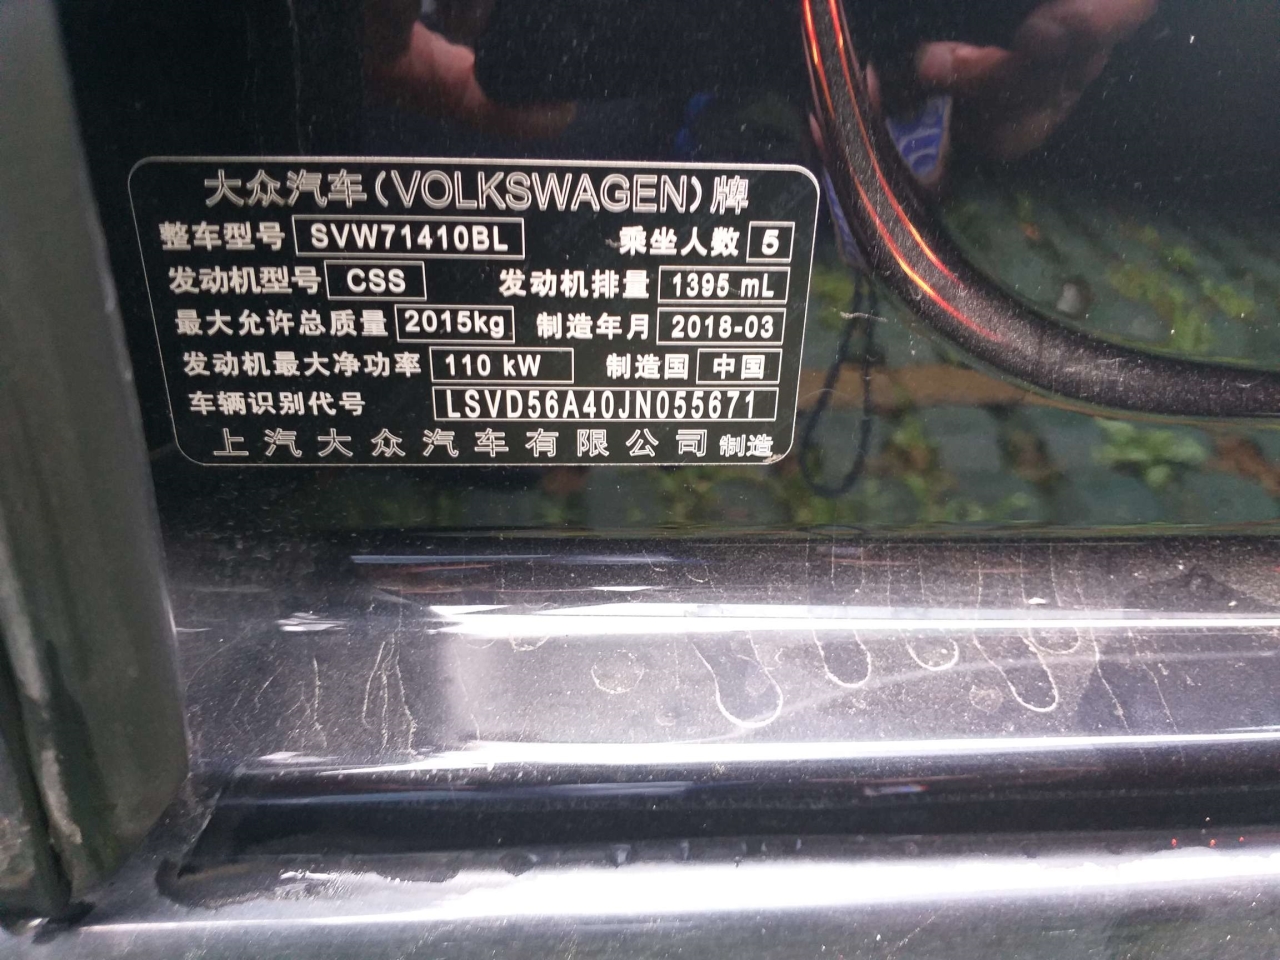 大众汽车(VOLKSWAGEN)牌
整车型号 SVW71410BL 乘坐人数 5
发动机型号 CSS 发动机排量 1395 mL
最大允许总质量 2015kg 制造年月 2018-03
发动机最大净功率 110 kW 制造国 中国
车辆识别代号 LSVD56A40JN055671
上汽大众汽车有限公司 制造